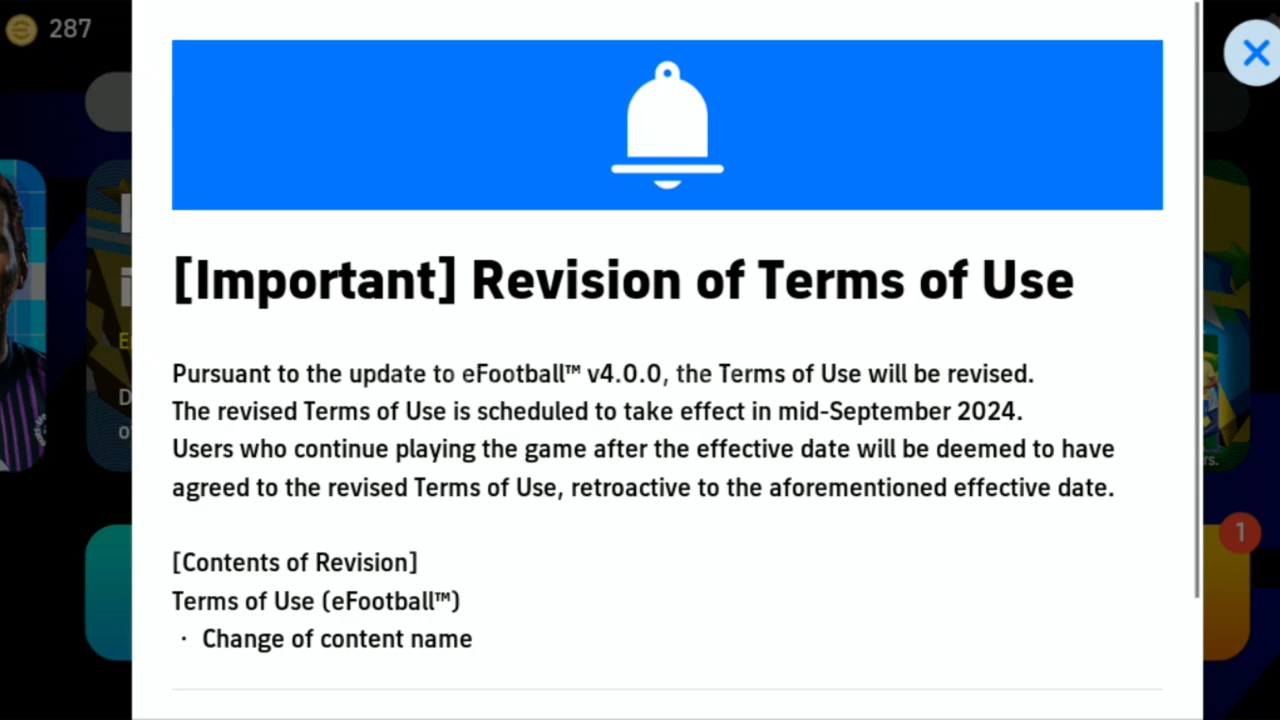 287
[Important] Revision of Terms of Use
Pursuant to the update to eFootball™ v4.0.0, the Terms of Use will be revised.
The revised Terms of Use is scheduled to take effect in mid-September 2024.
Users who continue playing the game after the effective date will be deemed to have
agreed to the revised Terms of Use, retroactive to the aforementioned effective date.
[Contents of Revision]
Terms of Use (eFootball™)
・ Change of content name
rs.
1